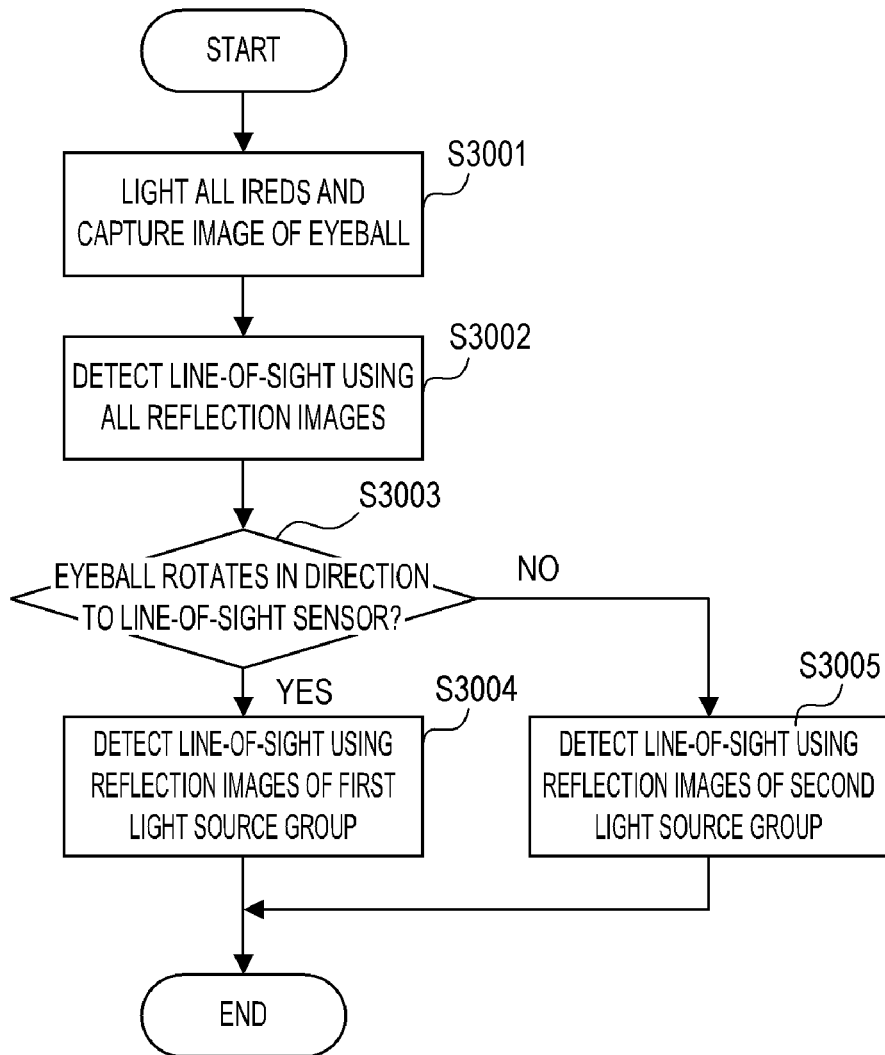 START
S3001
LIGHT ALL IREDS AND
CAPTURE IMAGE OF EYEBALL
S3002
DETECT LINE-OF-SIGHT USING
ALL REFLECTION IMAGES
S3003
EYEBALL ROTATES IN DIRECTION
TO LINE-OF-SIGHT SENSOR?
NO
YES
S3004
DETECT LINE-OF-SIGHT USING
REFLECTION IMAGES OF FIRST
LIGHT SOURCE GROUP
S3005
DETECT LINE-OF-SIGHT USING
REFLECTION IMAGES OF SECOND
LIGHT SOURCE GROUP
END